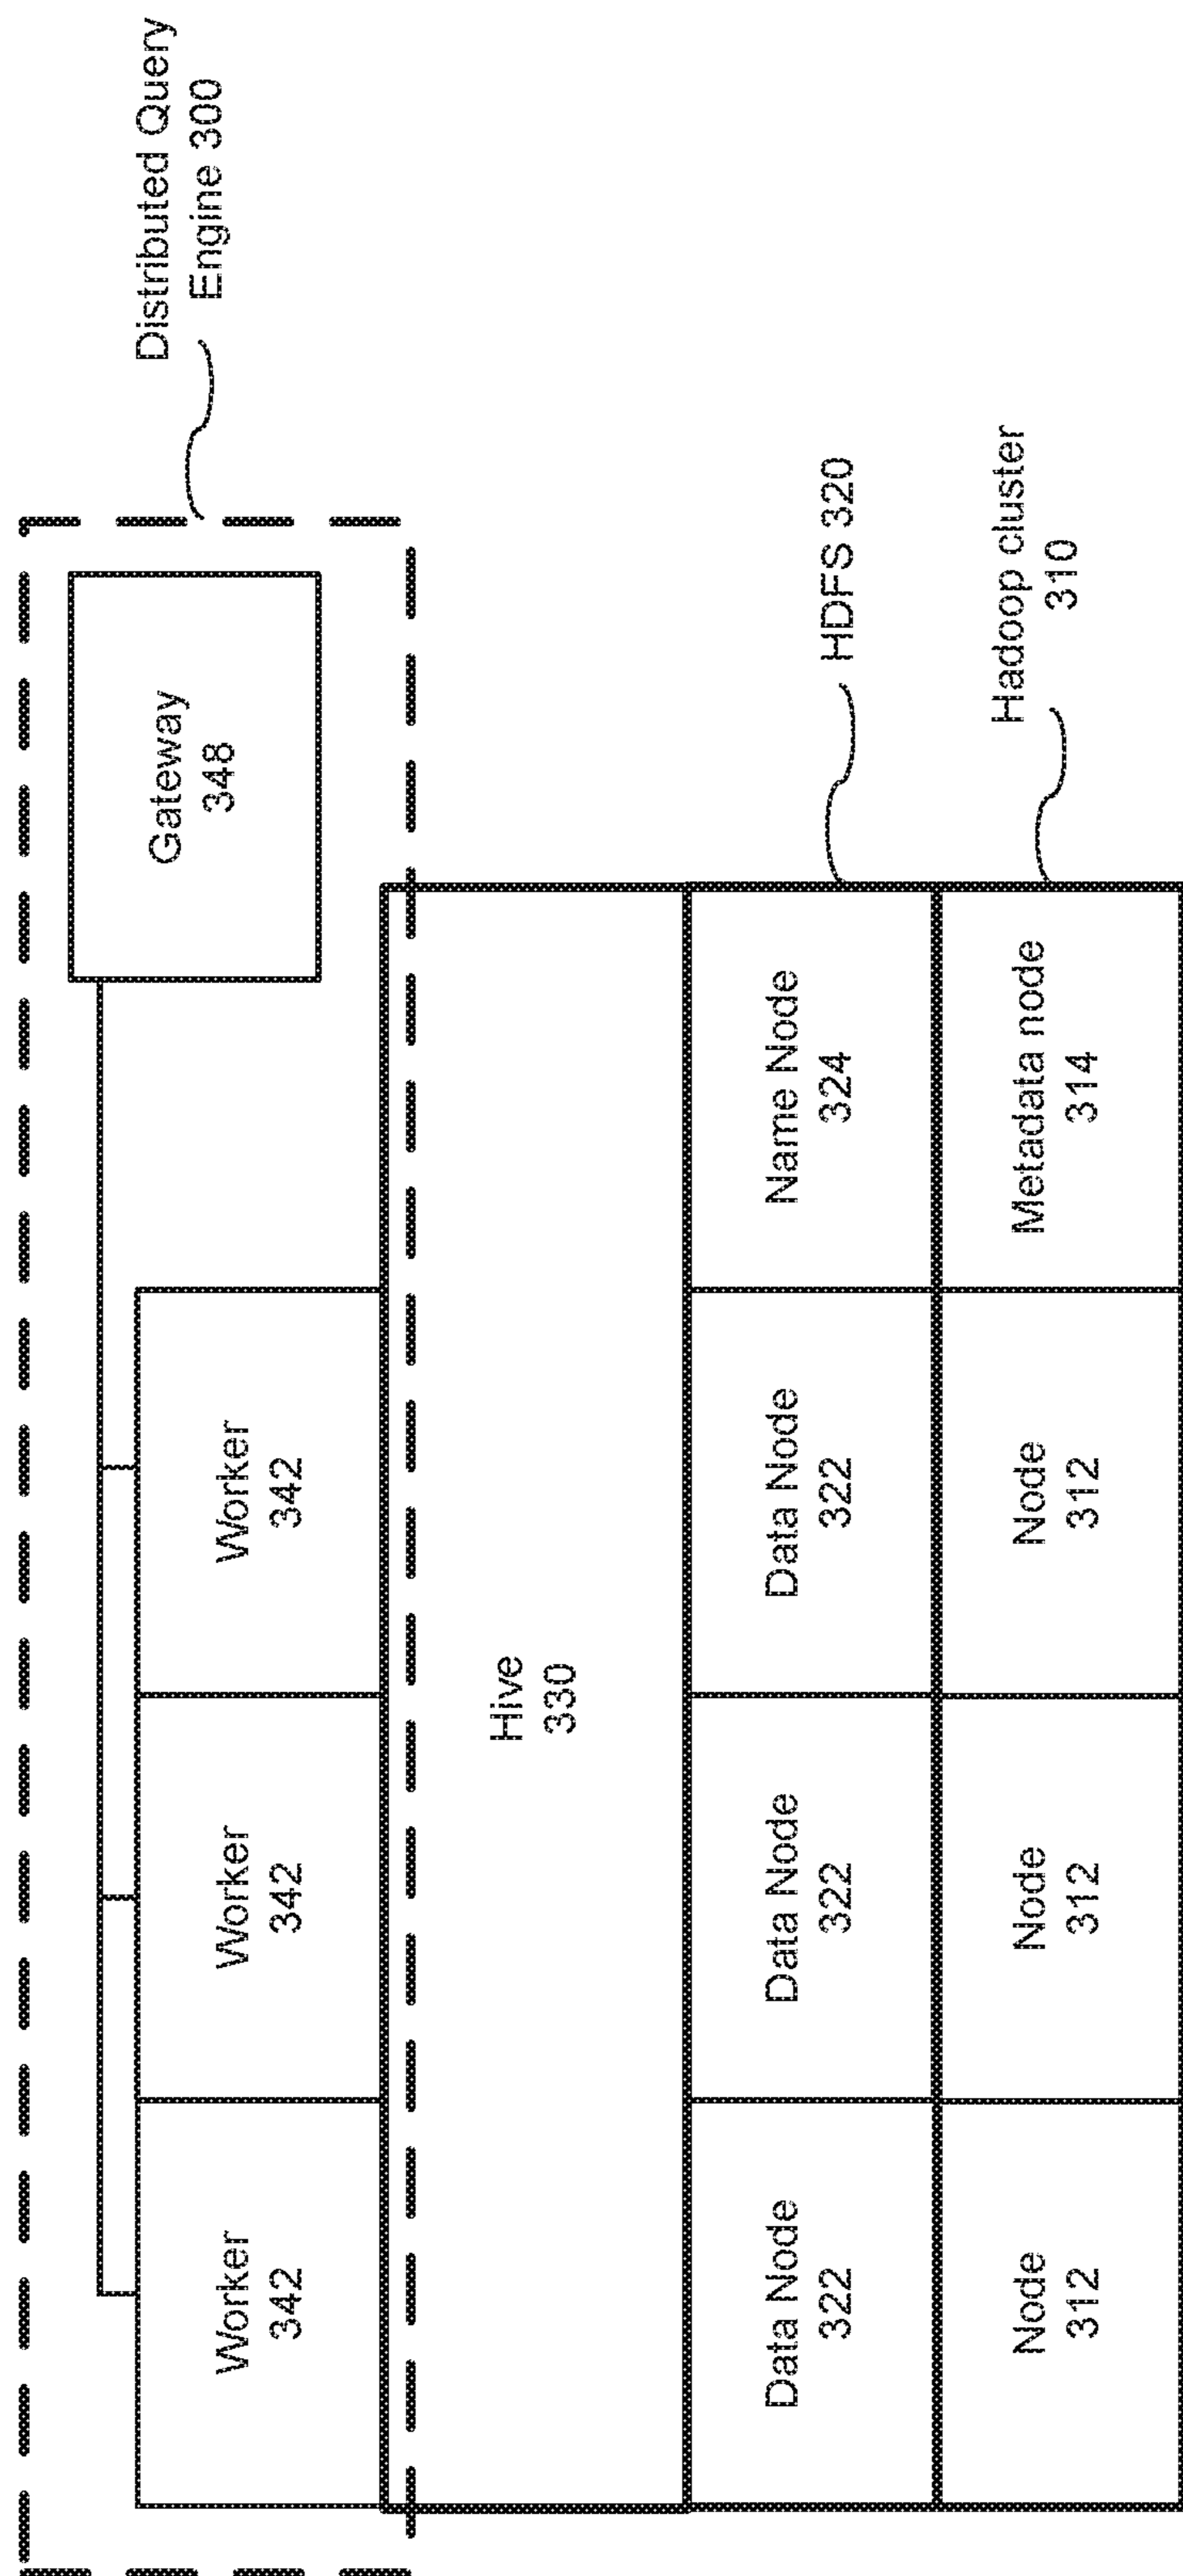 Distributed Query
Engine 300
Gateway
348
Worker
342
Worker
342
Worker
342
Hive
330
HDFS 320
Data Node
322
Data Node
322
Data Node
322
Name Node
324
Hadoop cluster
310
Node
312
Node
312
Node
312
Metadata node
314